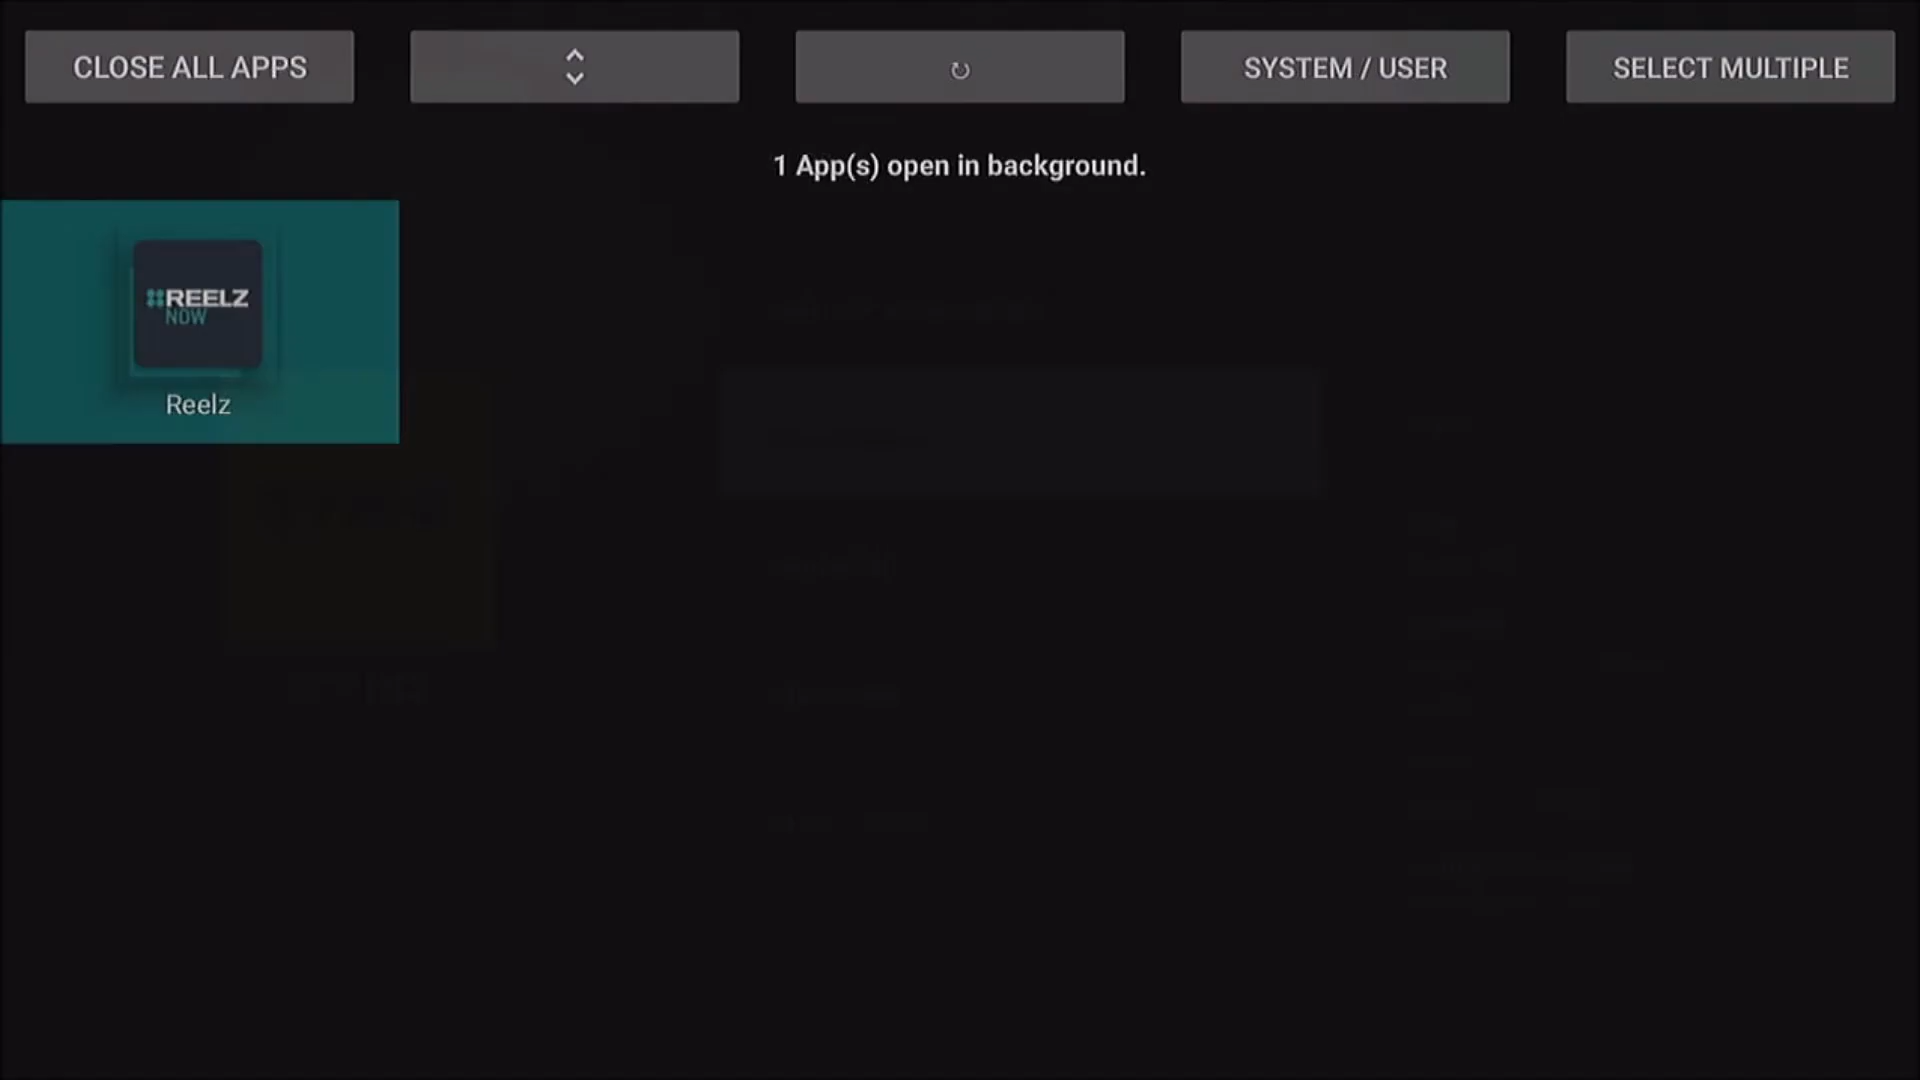 CLOSE ALL APPS
SYSTEM / USER
SELECT MULTIPLE
1 App(s) open in background.
REELZ
NOW
Reelz